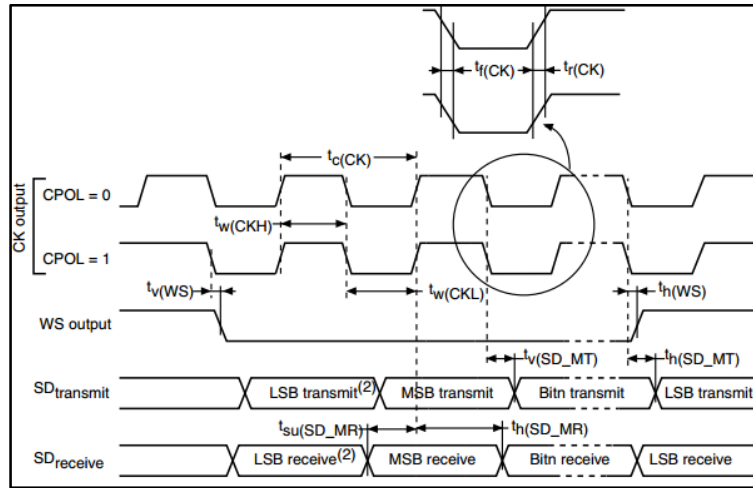 tf(CK)
tr(CK)
tc(CK)
CK output
CPOL = 0
tw(CKH)
CPOL = 1
tv(WS)
tw(CKL)
th(WS)
WS output
tv(SD_MT)
th(SD_MT)
SDtransmit
LSB transmit(2)
MSB transmit
Bitn transmit
LSB transmit
tsu(SD_MR)
th(SD_MR)
SDreceive
LSB receive(2)
MSB receive
Bitn receive
LSB receive